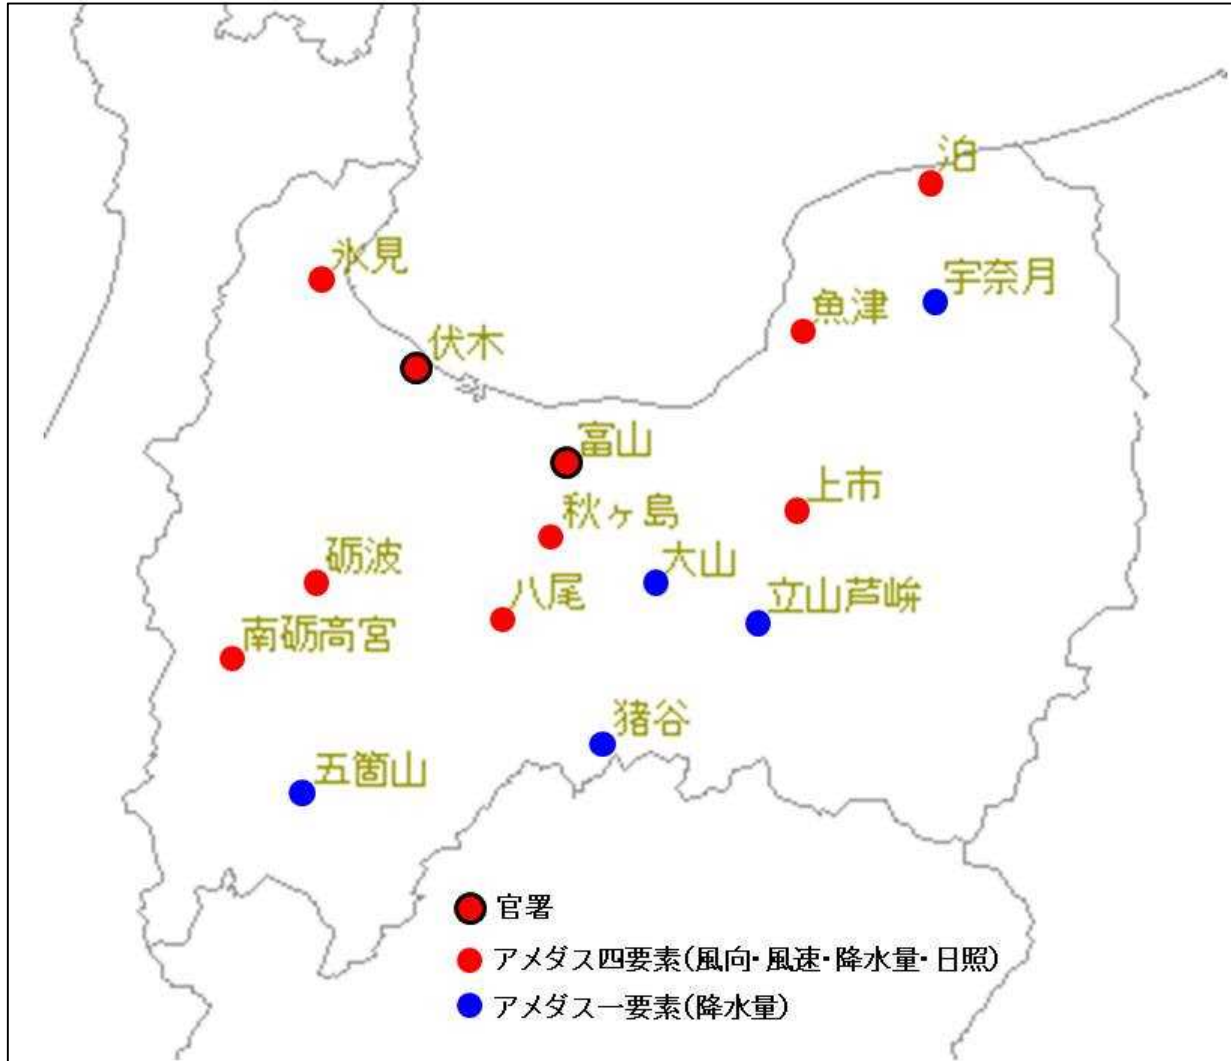 泊
氷見
宇奈月
魚津
伏木
富山
上市
秋ヶ島
砺波
大山
八尾
立山芦峅
南砺高宮
猪谷
五箇山
官署
アメダス四要素(風向・風速・降水量・日照)
アメダス一要素(降水量)